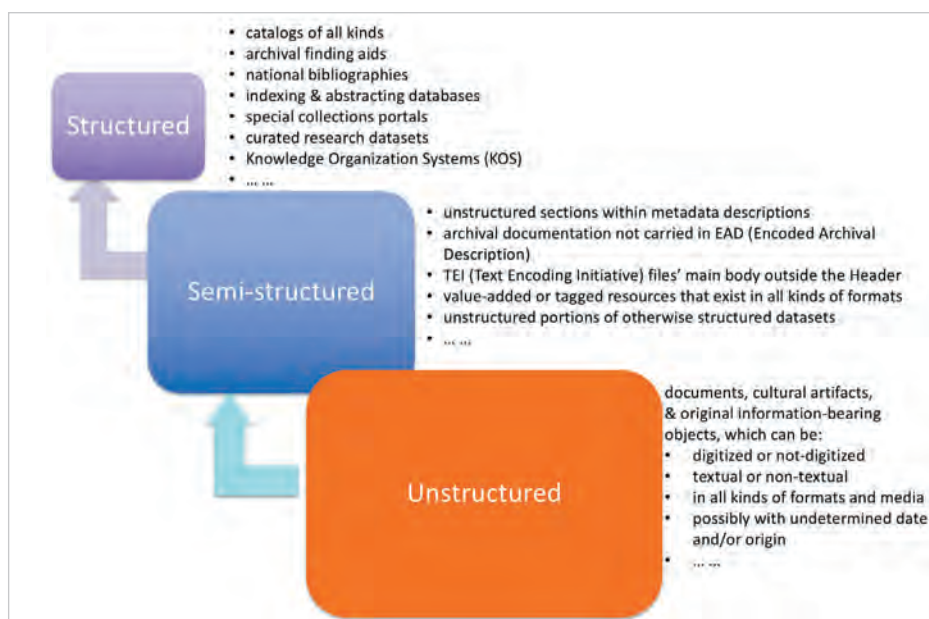 • catalogs of all kinds
• archival finding aids
• national bibliographies
• indexing & abstracting databases
• special collections portals
• curated research datasets
• Knowledge Organization Systems (KOS)
• ... ...
Structured
• unstructured sections within metadata descriptions
• archival documentation not carried in EAD (Encoded Archival
Description)
• TEI (Text Encoding Initiative) files' main body outside the Header
• value-added or tagged resources that exist in all kinds of formats
• unstructured portions of otherwise structured datasets
• ... ...
Semi-structured
documents, cultural artifacts,
& original information-bearing
objects, which can be:
• digitized or not-digitized
• textual or non-textual
• in all kinds of formats and media
• possibly with undetermined date
and/or origin
• ... ...
Unstructured